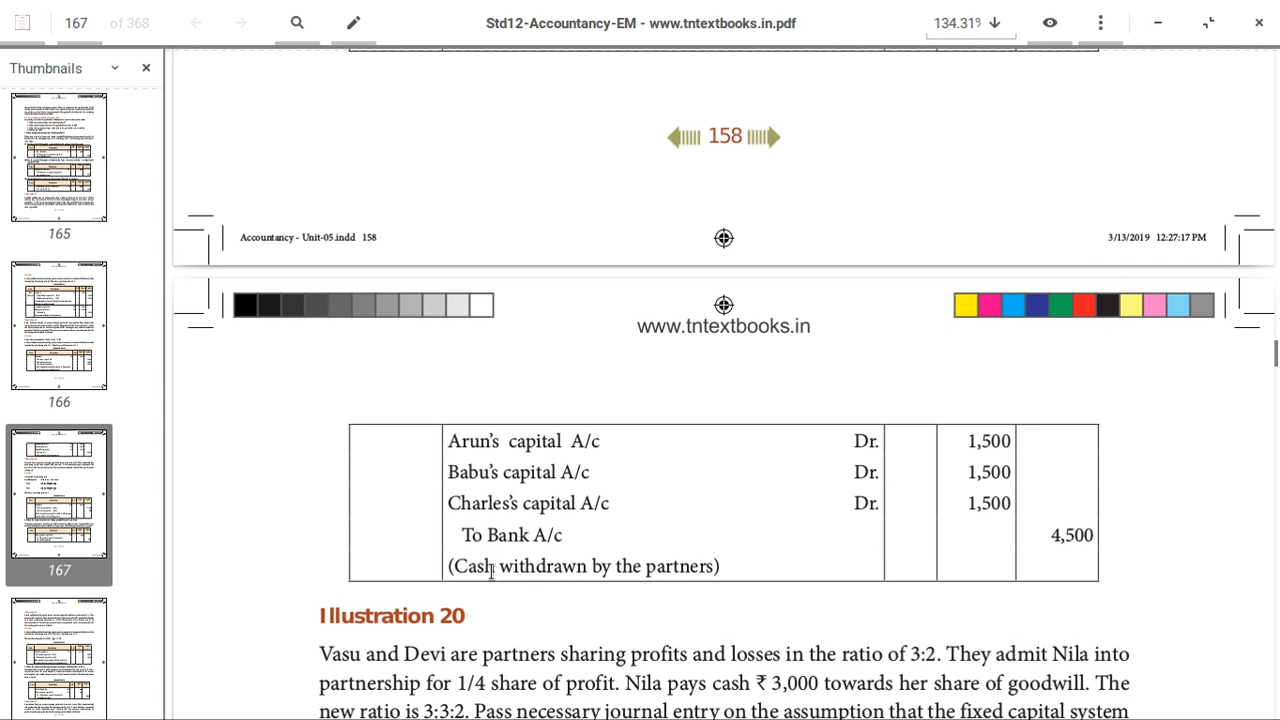 167 of 368
Std12-Accountancy-EM - www.tntextbooks.in.pdf
134.31%
Thumbnails
165
166
167
158
Accountancy - Unit-05.indd 158
3/13/2019 12:27:17 PM
www.tntextbooks.in
Arun's capital A/c Dr. 1,500
Babu's capital A/c Dr. 1,500
Charles's capital A/c Dr. 1,500
To Bank A/c 4,500
(Cash withdrawn by the partners)
Illustration 20
Vasu and Devi are partners sharing profits and losses in the ratio of 3:2. They admit Nila into
partnership for share of profit. Nila pays cash ₹ 3,000 towards her share of goodwill. The
new ratio is 3:3:2. Pass necessary journal entry on the assumption that the fixed capital system